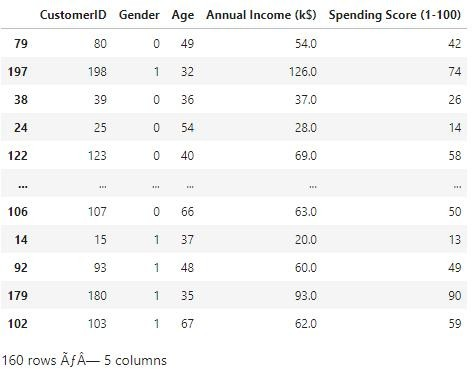 CustomerID Gender Age Annual Income (k$) Spending Score (1-100)
79 80 0 49 54.0 42
197 198 1 32 126.0 74
38 39 0 36 37.0 26
24 25 0 54 28.0 14
122 123 0 40 69.0 58
... ... ... ... ... ...
106 107 0 66 63.0 50
14 15 1 37 20.0 13
92 93 1 48 60.0 49
179 180 1 35 93.0 90
102 103 1 67 62.0 59
160 rows ÃƒÂ— 5 columns